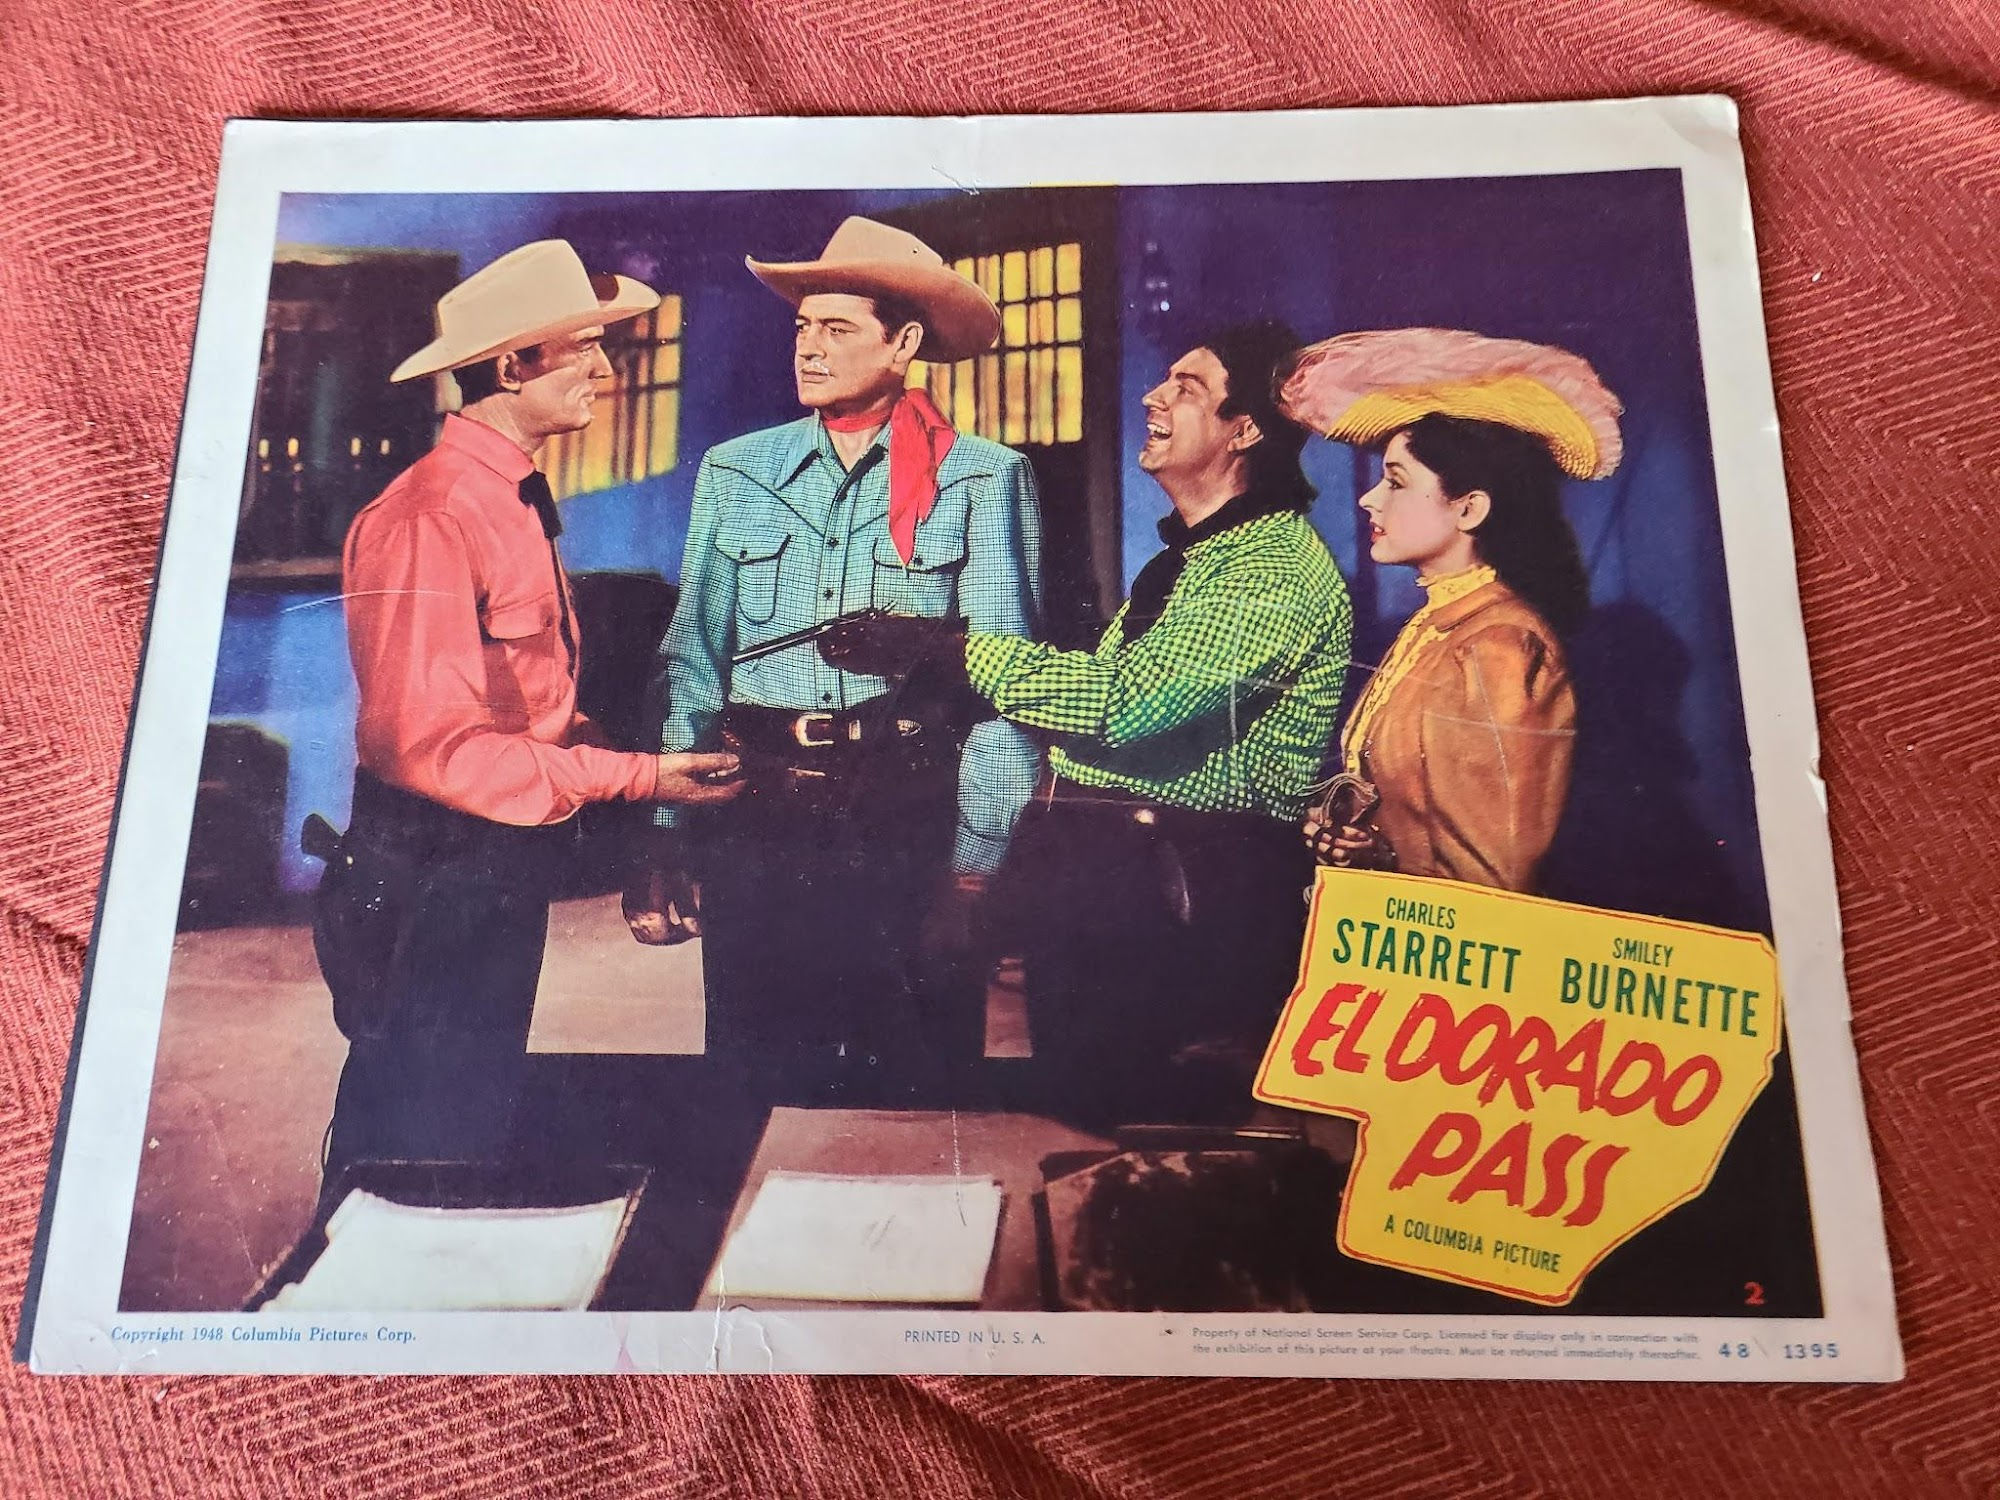 CHARLES
STARRETT
SMILEY
BURNETTE
EL DORADO
PASS
A COLUMBIA PICTURE
2
Copyright 1948 Columbia Pictures Corp.
PRINTED IN U. S. A.
Property of National Screen Service Corp. Licensed for display only in connection with
the exhibition of this picture at your theatre. Must be returned immediately thereafter.
48 1395